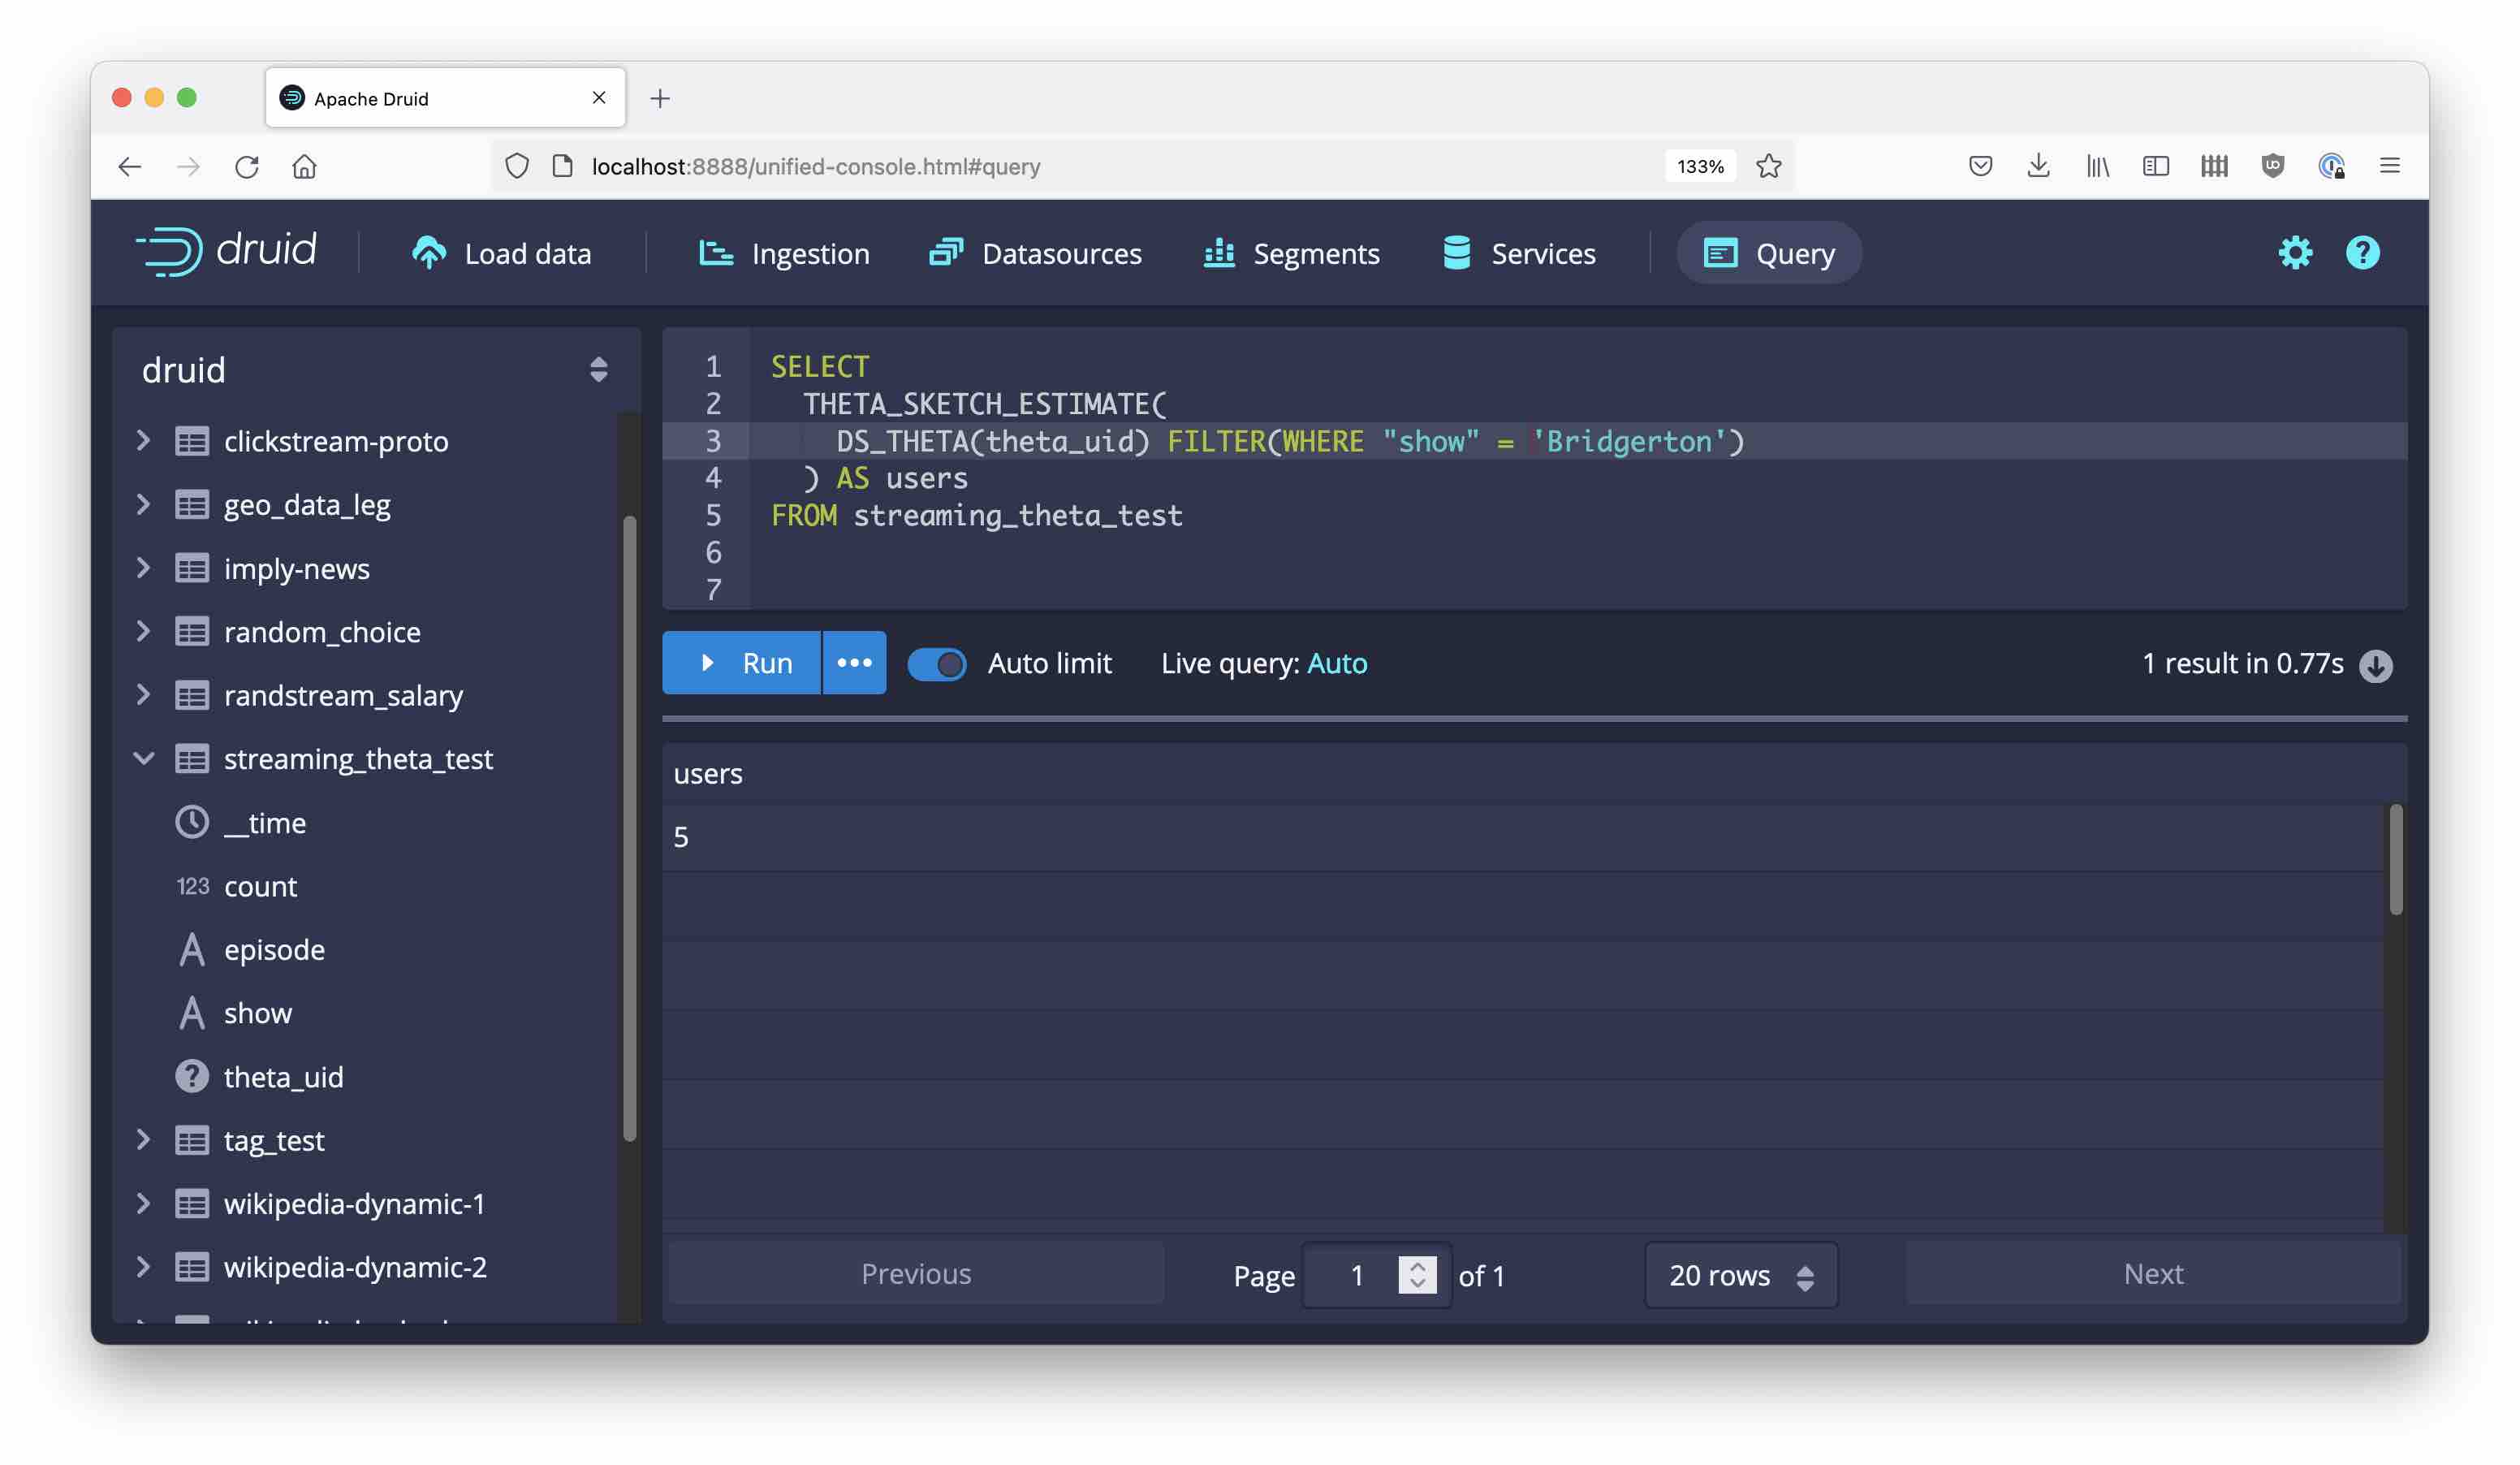 Apache Druid
localhost:8888/unified-console.html#query
133%
druid
Load data
Ingestion
Datasources
Segments
Services
Query
druid
clickstream-proto
geo_data_leg
imply-news
random_choice
randstream_salary
streaming_theta_test
__time
123 count
episode
show
theta_uid
tag_test
wikipedia-dynamic-1
wikipedia-dynamic-2
1 SELECT
2 THETA_SKETCH_ESTIMATE(
3 DS_THETA(theta_uid) FILTER(WHERE "show" = 'Bridgerton')
4 ) AS users
5 FROM streaming_theta_test
6
7
Run
Auto limit
Live query: Auto
1 result in 0.77s
users
5
Previous
Page 1 of 1
20 rows
Next